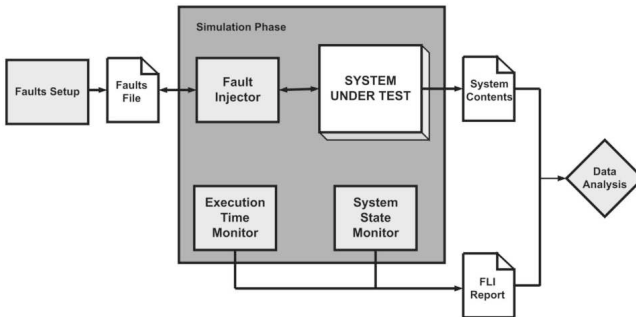 Simulation Phase
Faults Setup
Faults
File
Fault
Injector
SYSTEM
UNDER TEST
System
Contents
Data
Analysis
Execution
Time
Monitor
System
State
Monitor
FLI
Report